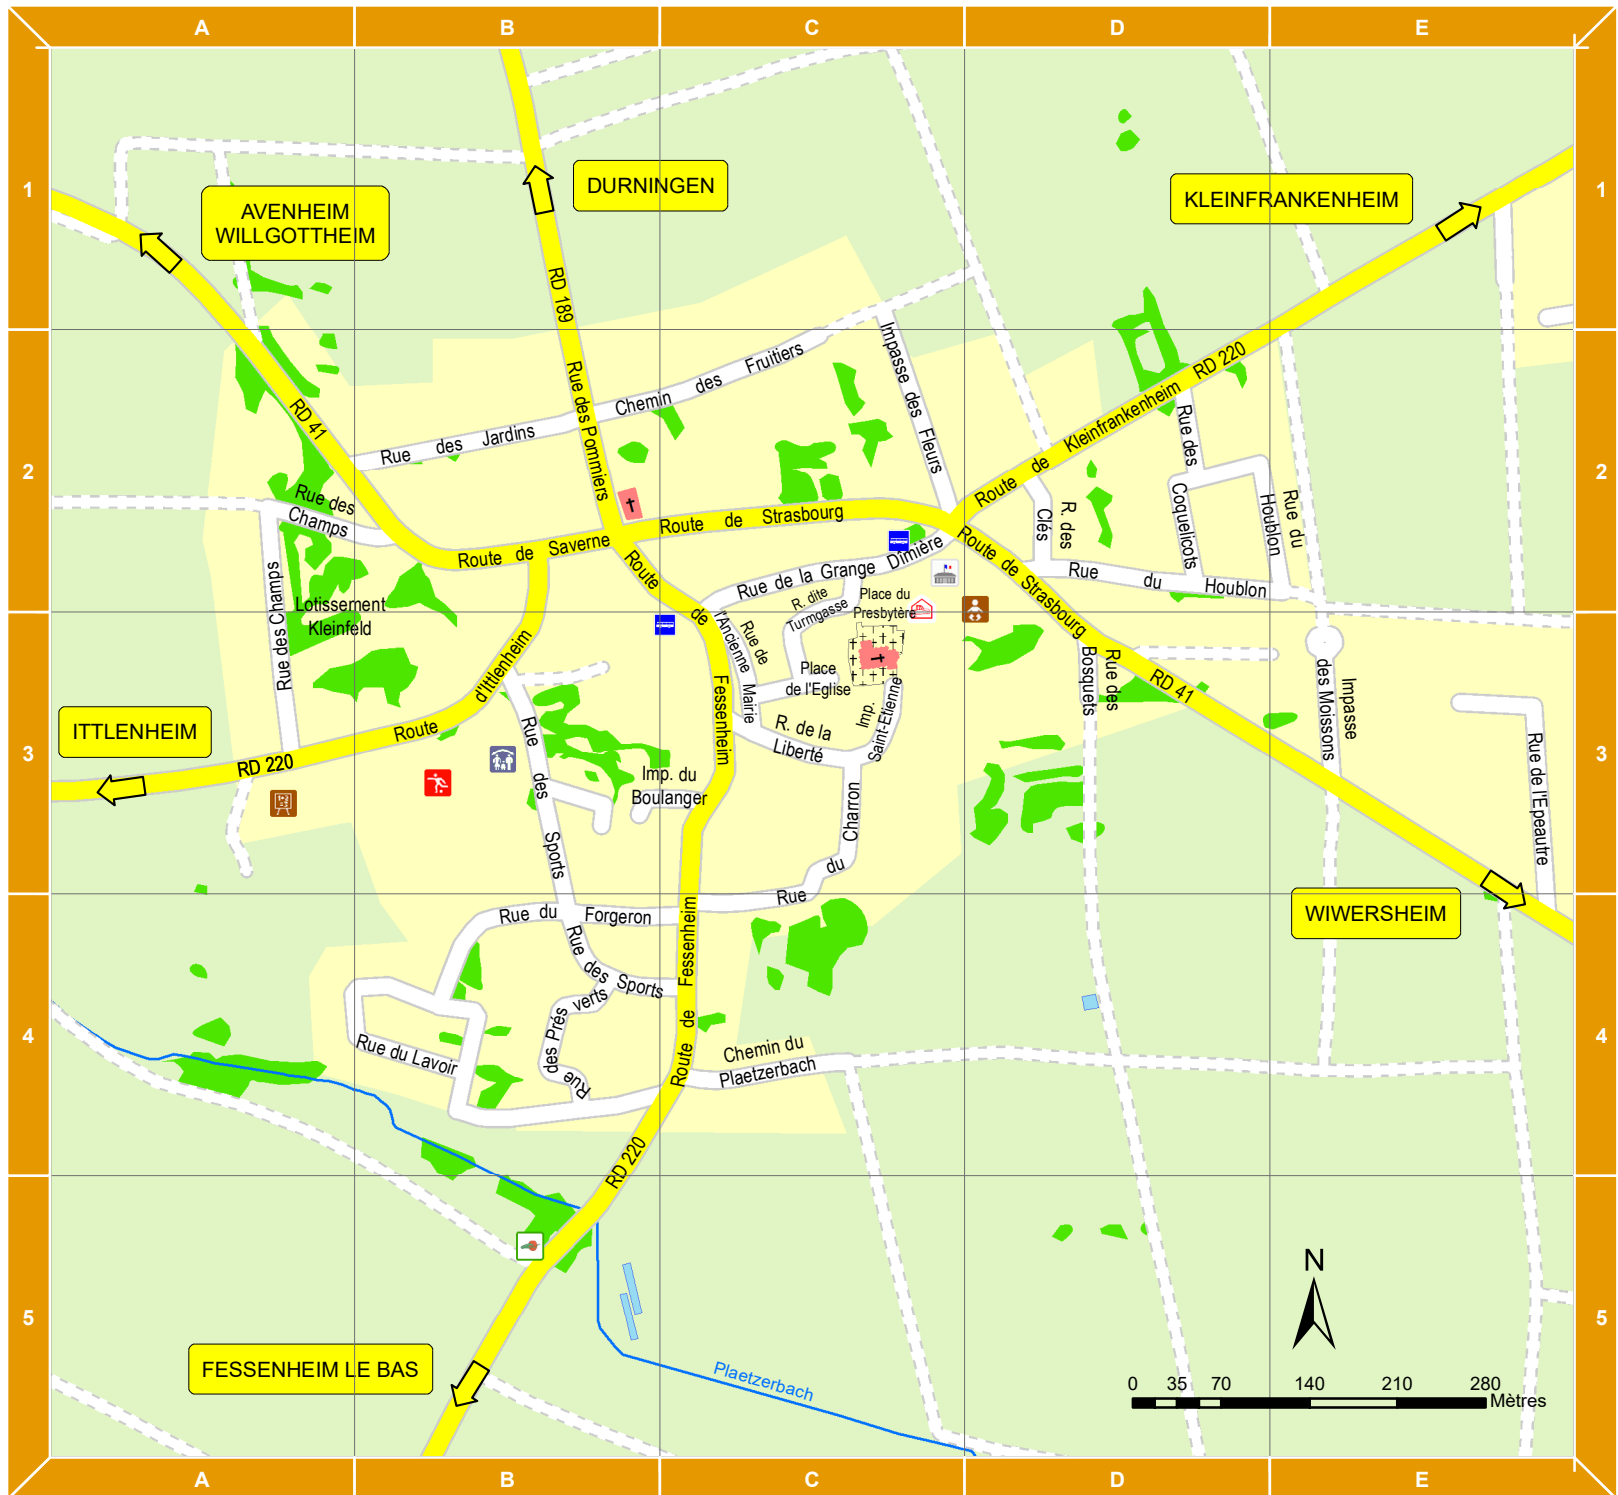 A B C D E
1 1
DURNINGEN
KLEINFRANKENHEIM
AVENHEIM
WILLGOTTHEIM
RD 189
Impasse des Fleurs
Chemin des Fruitiers
Rue des Pommiers
RD 220
Route de Kleinfrankenheim
RD 41
Rue des Jardins
2 2
Rue des
Coquelicots
Rue des
Champs
R. des
Clés
Rue du
Houblon
Route de Strasbourg
Route de Saverne
Route de Strasbourg
Rue de la Grange Dîmière
Rue du Houblon
Rue des Champs
Lotissement
Kleinfeld
R. dite
Turmgasse
Place du
Presbytère
Route de Fessenheim
Rue de
l'Ancienne Mairie
Place
de l'Eglise
Rue des
Bosquets
RD 41
Impasse
des Moissons
Route d'Ittlenheim
ITTLENHEIM
RD 220
3 3
Rue des Sports
R. de la
Liberté
Imp.
Saint-Etienne
Imp. du
Boulanger
Rue de l'Epeautre
Rue du Charron
WIWERSHEIM
Rue du Forgeron
Rue des Sports
Route de Fessenheim
Rue des Prés verts
Rue du Lavoir
4 4
Chemin du
Plaetzerbach
RD 220
N
5 5
FESSENHEIM LE BAS
Plaetzerbach
0 35 70 140 210 280
Mètres
A B C D E